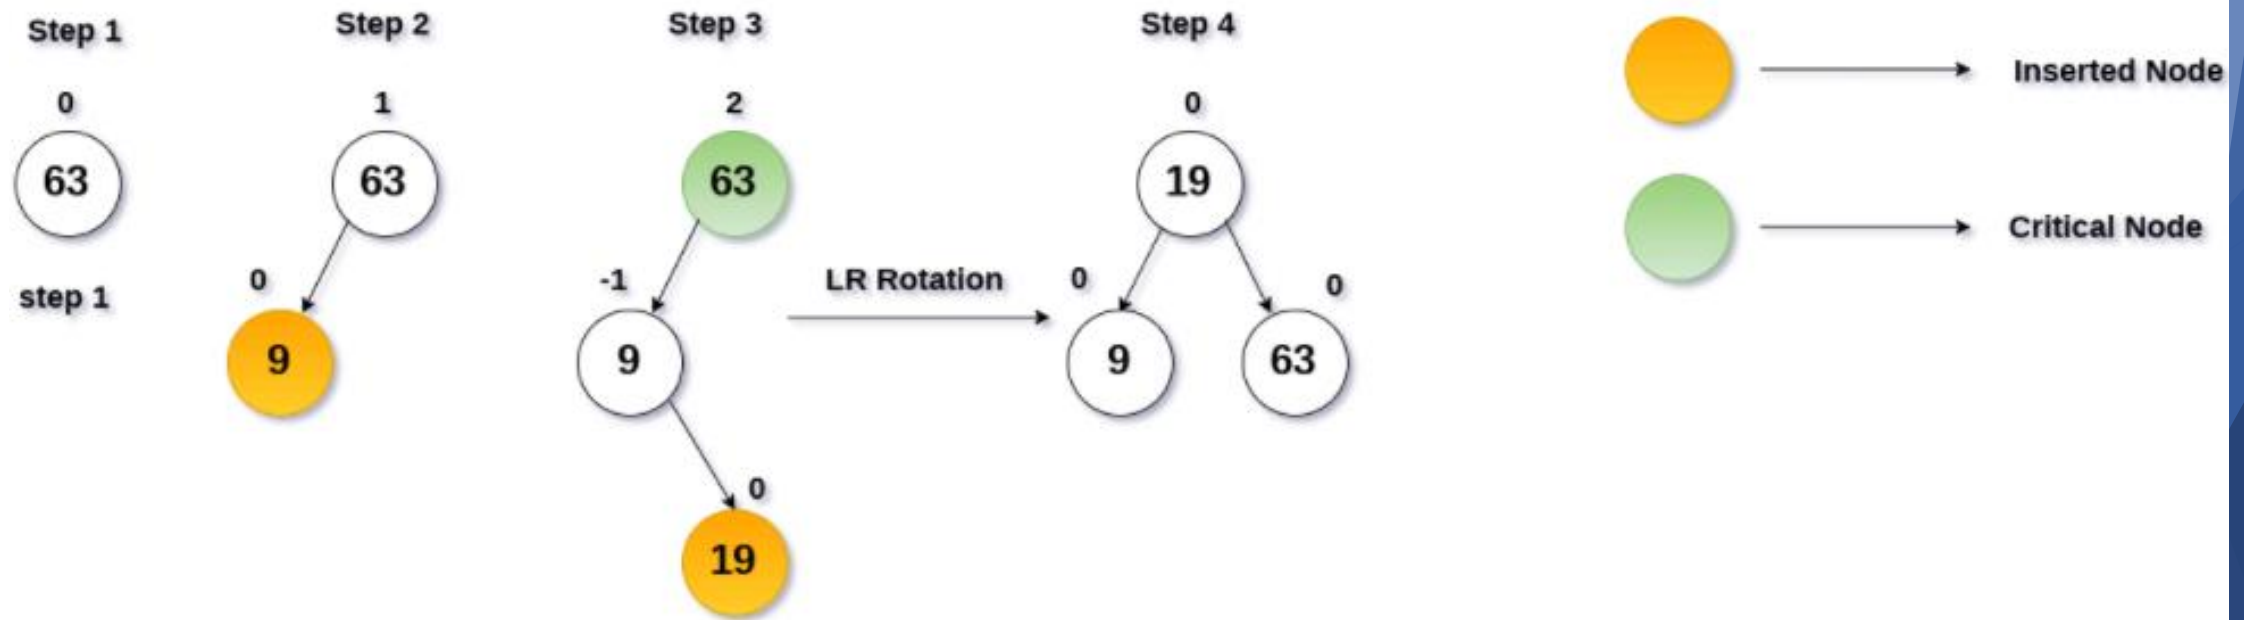 Step 1
Step 2
Step 3
Step 4
0
1
2
0
63
63
63
19
Inserted Node
Critical Node
step 1
0
-1
LR Rotation
0
0
9
9
9
63
0
19